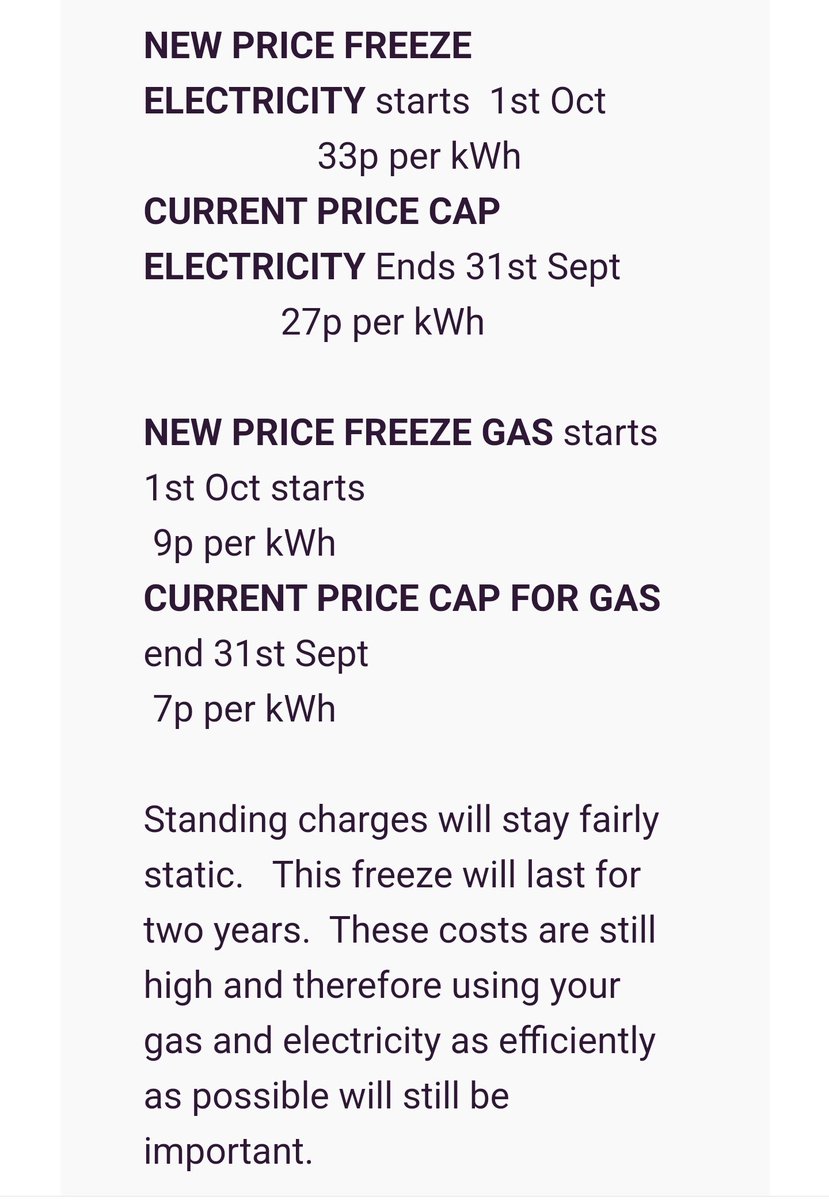 NEW PRICE FREEZE
ELECTRICITY starts  1st Oct
33p per kWh
CURRENT PRICE CAP
ELECTRICITY Ends 31st Sept
27p per kWh
NEW PRICE FREEZE GAS starts
1st Oct starts
9p per kWh
CURRENT PRICE CAP FOR GAS
end 31st Sept
7p per kWh
Standing charges will stay fairly
static.   This freeze will last for
two years.  These costs are still
high and therefore using your
gas and electricity as efficiently
as possible will still be
important.